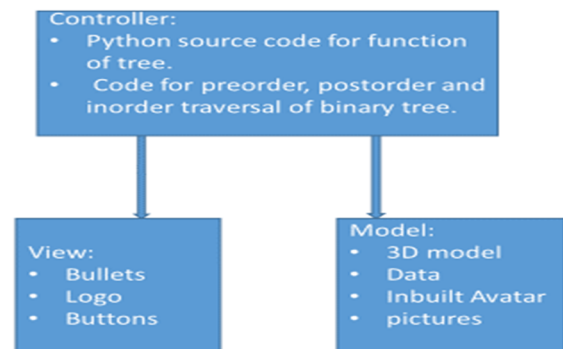 Controller:
• Python source code for function
of tree.
• Code for preorder, postorder and
inorder traversal of binary tree.
View:
• Bullets
• Logo
• Buttons
Model:
• 3D model
• Data
• Inbuilt Avatar
• pictures